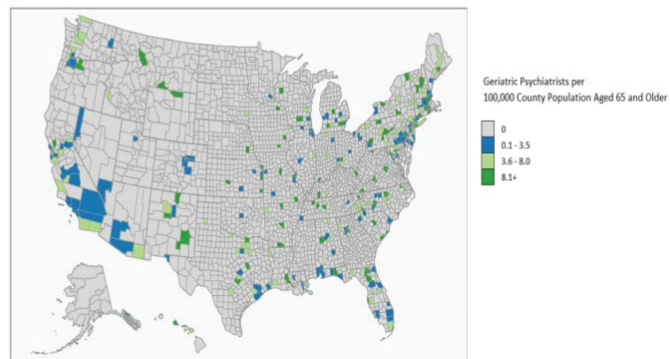 Geriatric Psychiatrists per
100,000 County Population Aged 65 and Older
0
0.1 - 3.5
3.6 - 8.0
8.1+